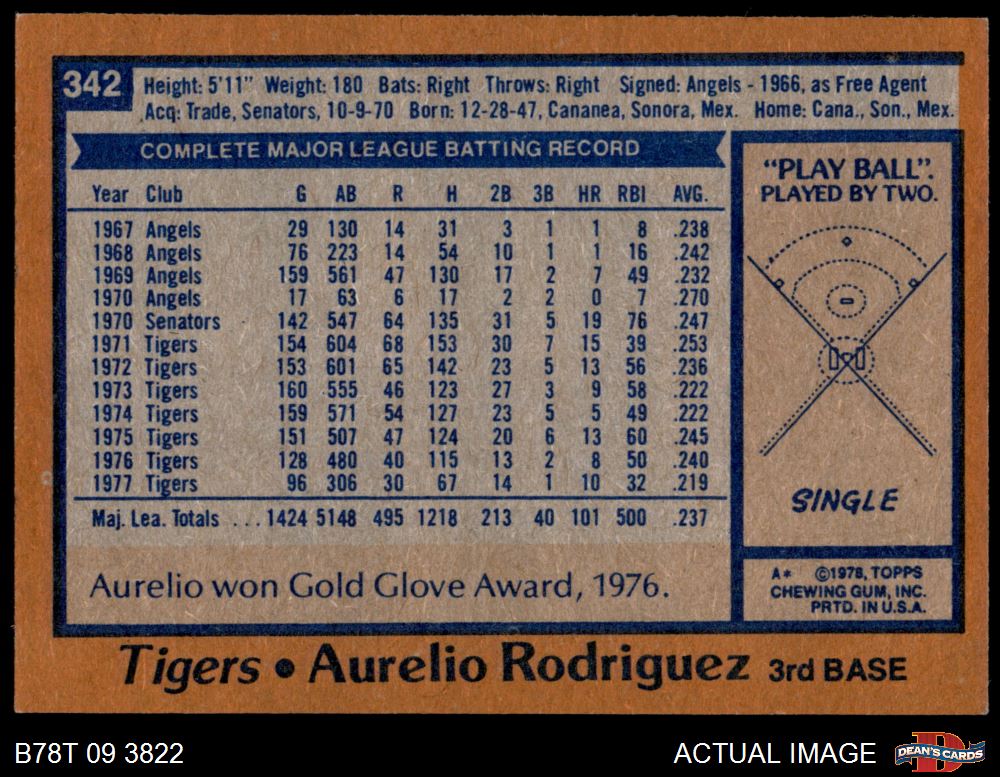 342
Height: 5'11" Weight: 180 Bats: Right Throws: Right Signed: Angels - 1966, as Free Agent
Acq: Trade, Senators, 10-9-70 Born: 12-28-47, Cananea, Sonora, Mex. Home: Cana., Son., Mex.
COMPLETE MAJOR LEAGUE BATTING RECORD
Year Club G AB R H 2B 3B HR RBI AVG.
1967 Angels 29 130 14 31 3 1 1 8 .238
1968 Angels 76 223 14 54 10 1 1 16 .242
1969 Angels 159 561 47 130 17 2 7 49 .232
1970 Angels 17 63 6 17 2 2 0 7 .270
1970 Senators 142 547 64 135 31 5 19 76 .247
1971 Tigers 154 604 68 153 30 7 15 39 .253
1972 Tigers 153 601 65 142 23 5 13 56 .236
1973 Tigers 160 555 46 123 27 3 9 58 .222
1974 Tigers 159 571 54 127 23 5 5 49 .222
1975 Tigers 151 507 47 124 20 6 13 60 .245
1976 Tigers 128 480 40 115 13 2 8 50 .240
1977 Tigers 96 306 30 67 14 1 10 32 .219
Maj. Lea. Totals ... 1424 5148 495 1218 213 40 101 500 .237
Aurelio won Gold Glove Award, 1976.
"PLAY BALL".
PLAYED BY TWO.
SINGLE
A* ©1978, TOPPS
CHEWING GUM, INC.
PRTD. IN U.S.A.
Tigers • Aurelio Rodriguez 3rd BASE
B78T 09 3822
ACTUAL IMAGE
D
DEAN'S CARDS